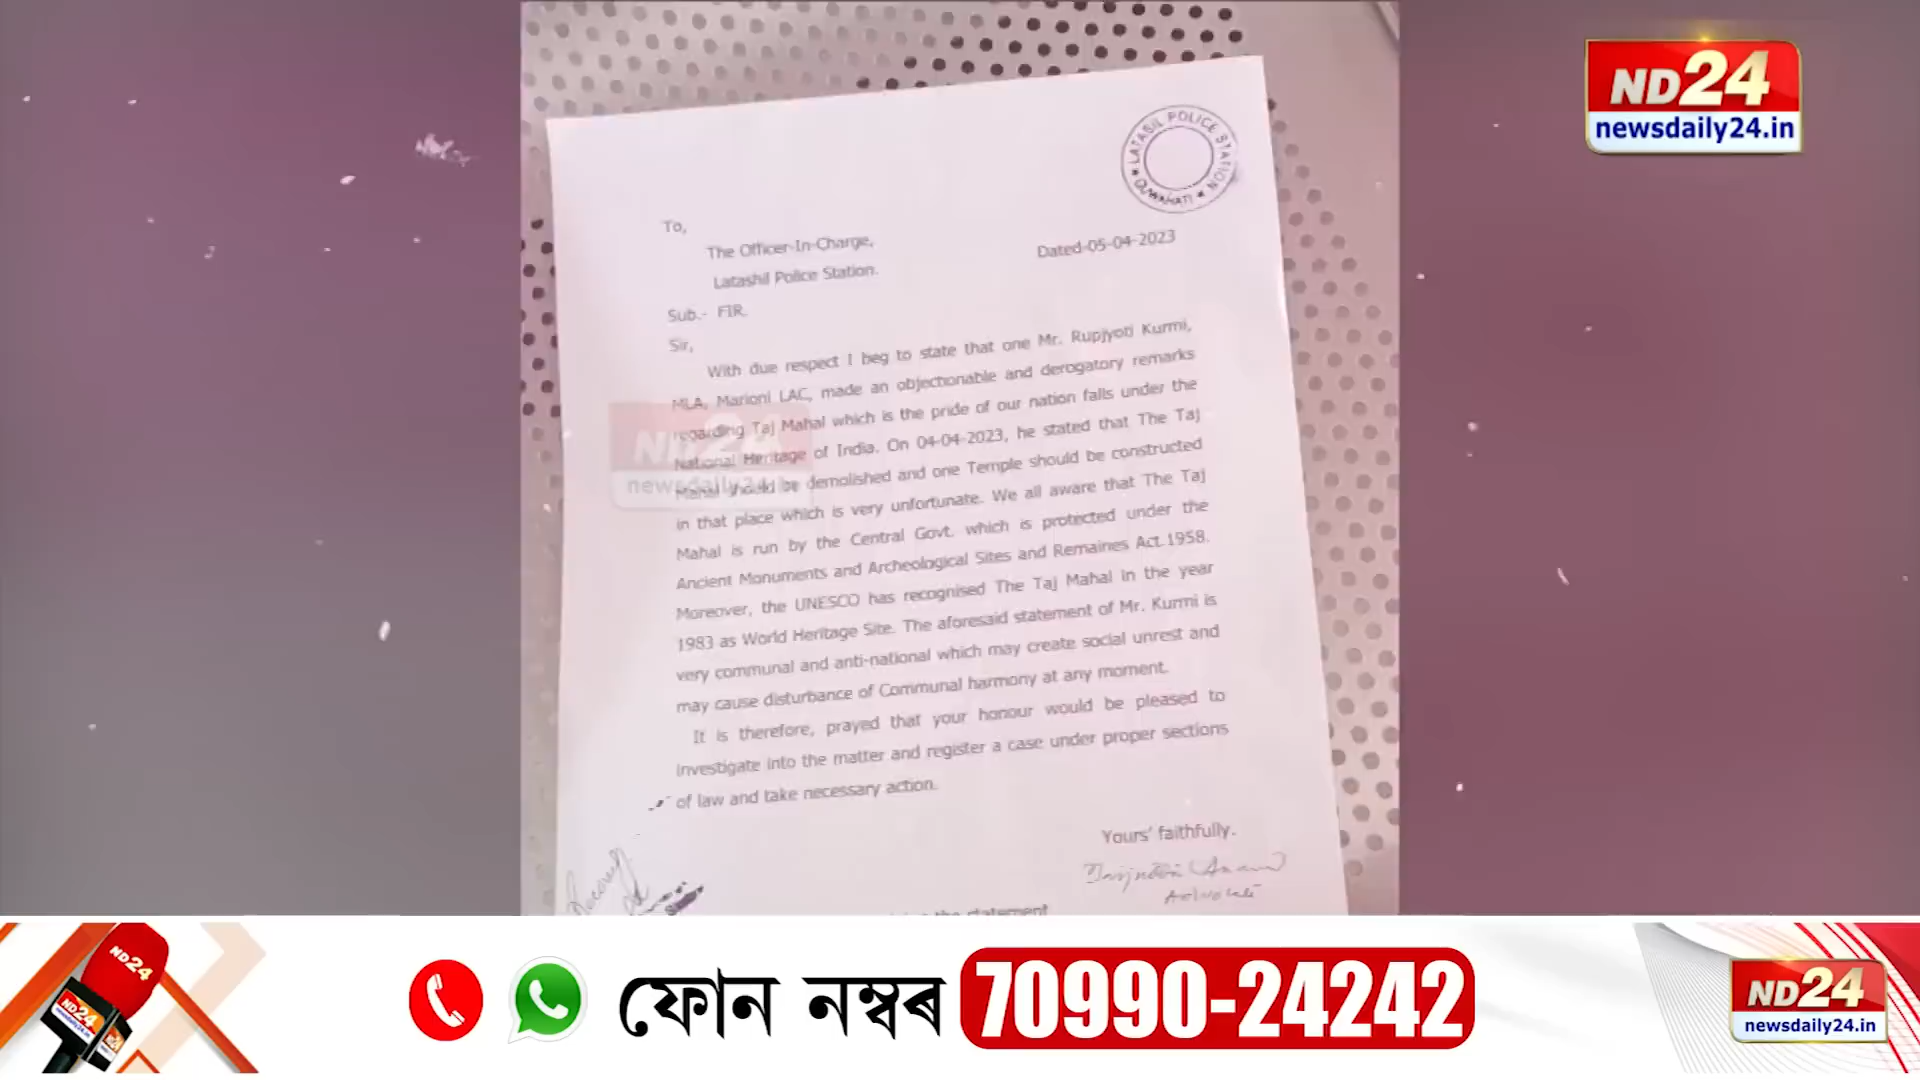 ND24
newsdaily24.in
LATASIL POLICE STATION
GUWAHATI
To,
The Officer-In-Charge,
Latashil Police Station.
Dated-05-04-2023
Sub.- FIR.
Sir,
With due respect I beg to state that one Mr. Rupjyoti Kurmi,
MLA, Marioni LAC, made an objectionable and derogatory remarks
regarding Taj Mahal which is the pride of our nation falls under the
National Heritage of India. On 04-04-2023, he stated that The Taj
Mahal should be demolished and one Temple should be constructed
in that place which is very unfortunate. We all aware that The Taj
Mahal is run by the Central Govt. which is protected under the
Ancient Monuments and Archeological Sites and Remaines Act.1958.
Moreover, the UNESCO has recognised The Taj Mahal in the year
1983 as World Heritage Site. The aforesaid statement of Mr. Kurmi is
very communal and anti-national which may create social unrest and
may cause disturbance of Communal harmony at any moment.
It is therefore, prayed that your honour would be pleased to
investigate into the matter and register a case under proper sections
of law and take necessary action.
ND24
newsdaily24.in
Yours' faithfully.
Advocate
the statement
ND24
ND24
newsdaily24.in
ফোন নম্বৰ 70990-24242
ND24
newsdaily24.in